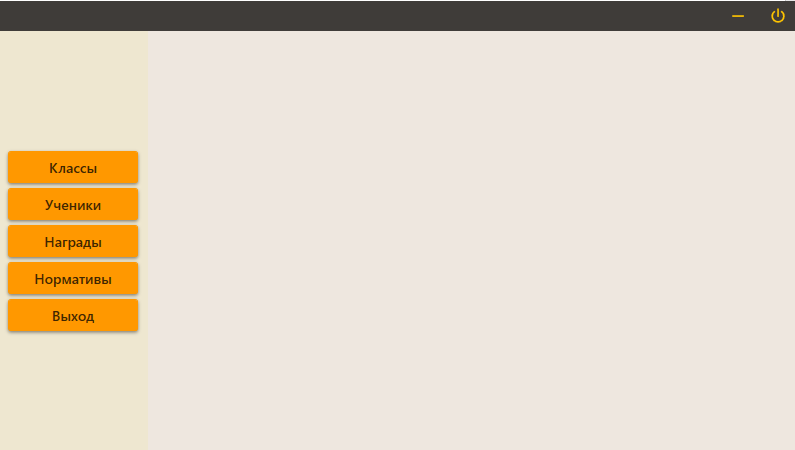 Классы
Ученики
Награды
Нормативы
Выход